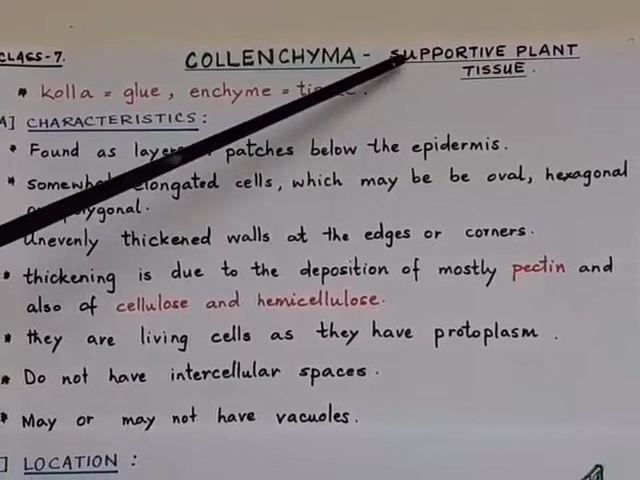 CLASS-7.
COLLENCHYMA - SUPPORTIVE PLANT
TISSUE.
* kolla = glue, enchyme =
A] CHARACTERISTICS:
* Found as layers patches below the epidermis.
* Somewhat elongated cells, which may be be oval, hexagonal
polygonal.
Unevenly thickened walls at the edges or corners.
* thickening is due to the deposition of mostly pectin and
also of cellulose and hemicellulose.
* they are living cells as they have protoplasm.
* Do not have intercellular spaces.
* May or may not have vacuoles.
] LOCATION: